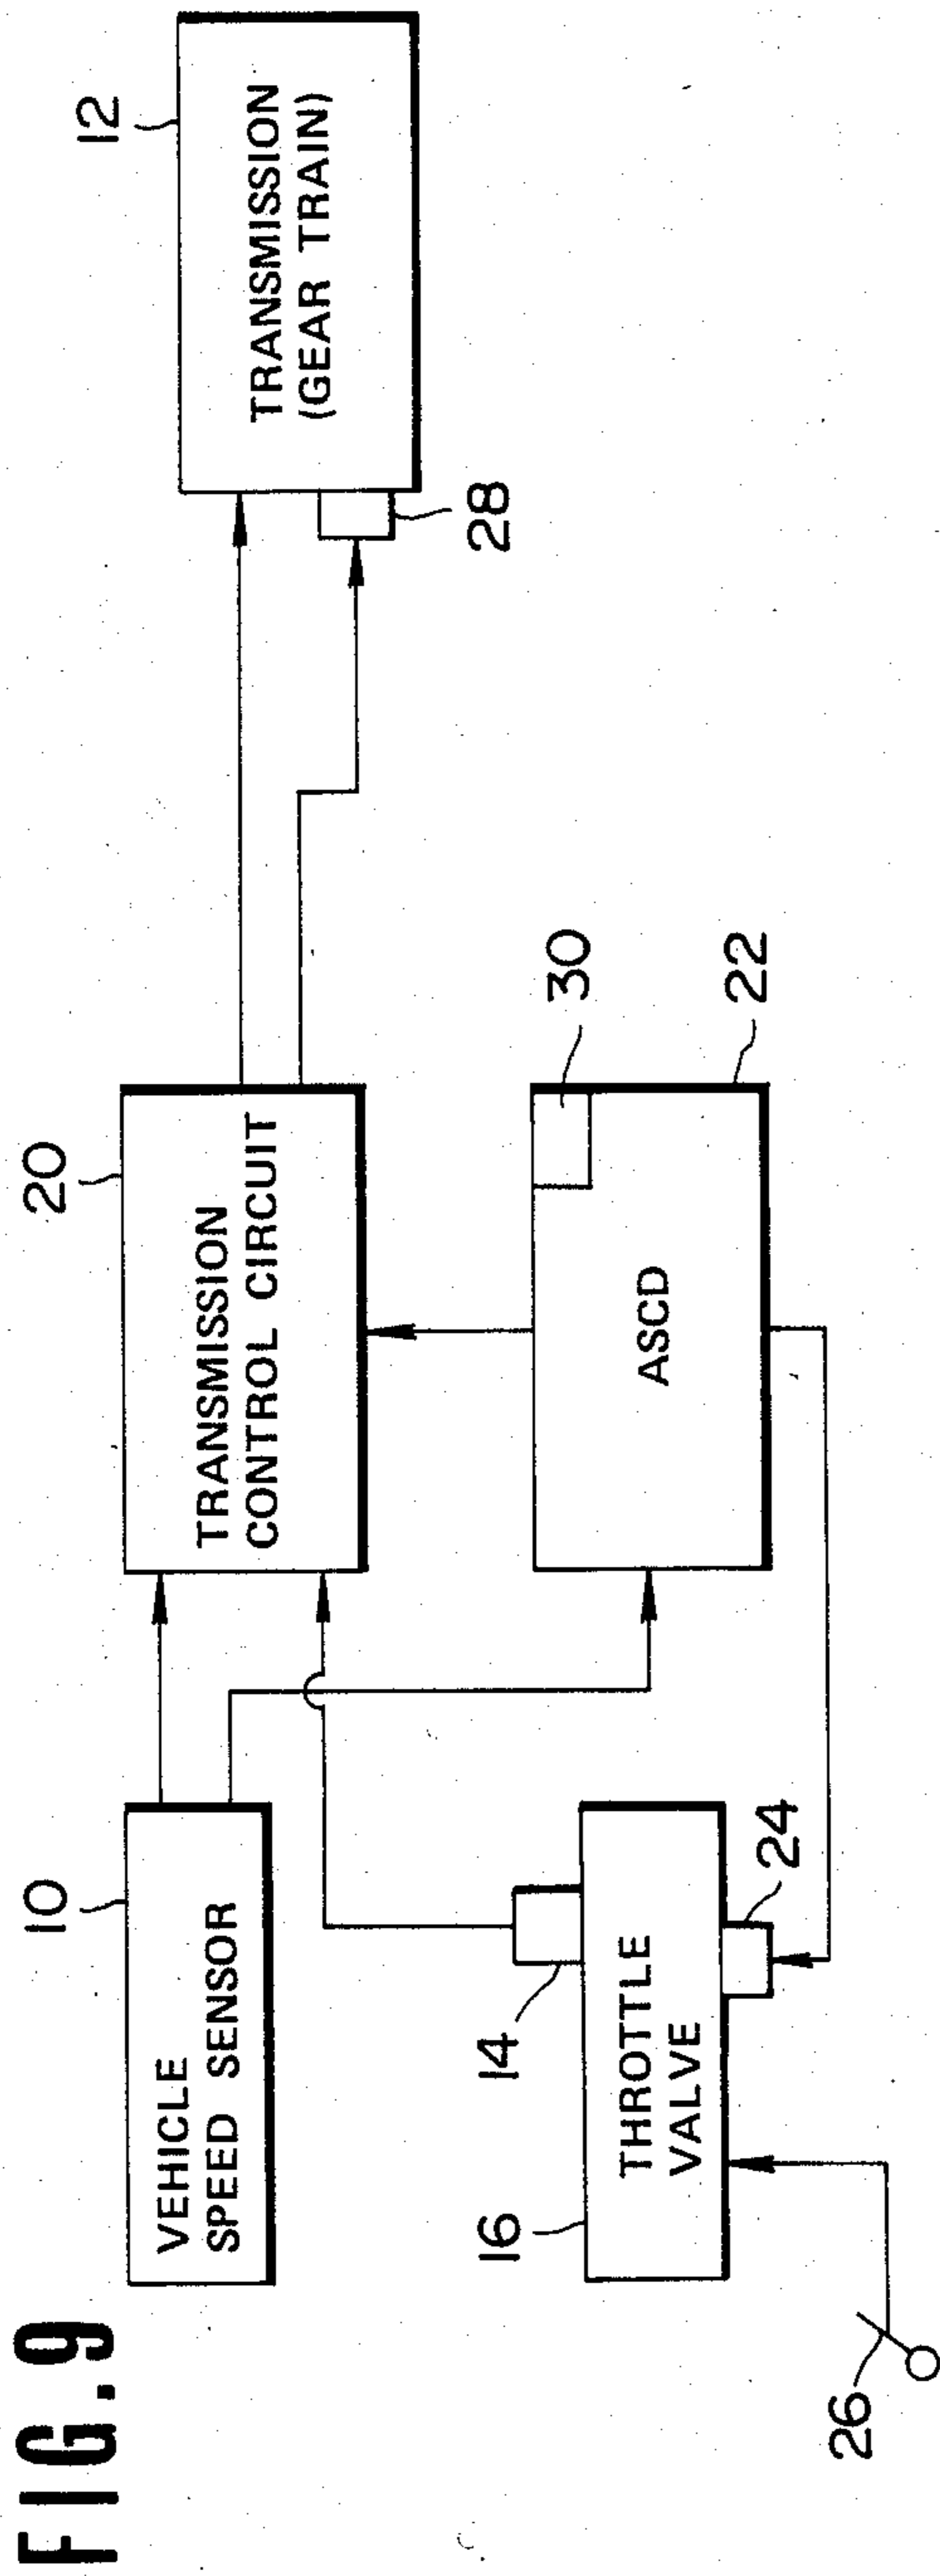 FIG.9
10
VEHICLE
SPEED SENSOR
20
TRANSMISSION
CONTROL CIRCUIT
12
TRANSMISSION
(GEAR TRAIN)
28
14
16
THROTTLE
VALVE
24
26
30
ASCD
22